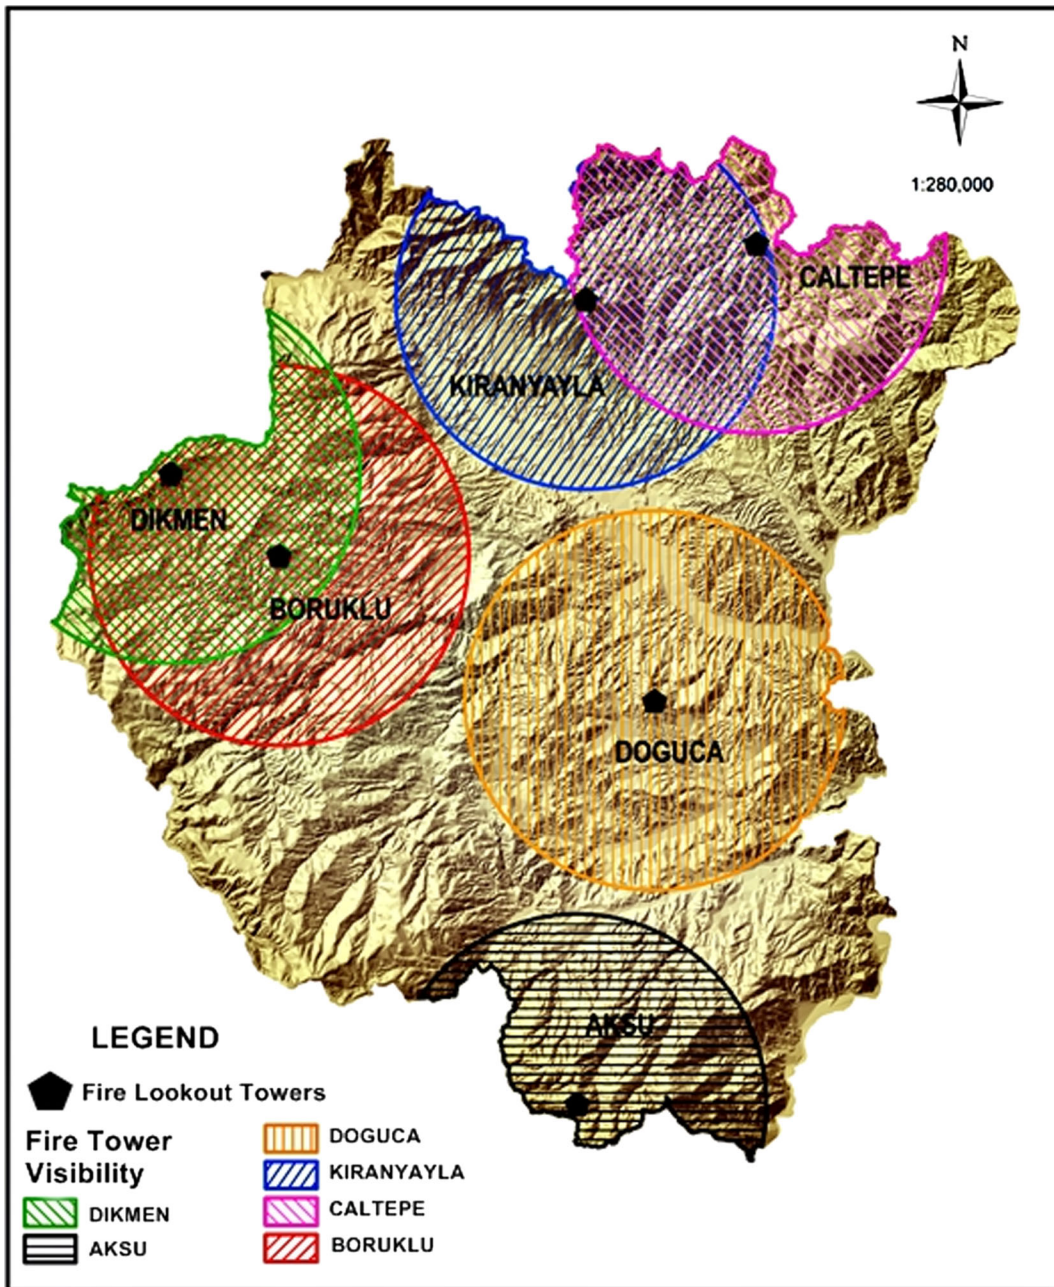 N
1:280,000
CALTEPE
KIRANYAYLA
DIKMEN
BORUKLU
DOGUCA
AKSU
LEGEND
Fire Lookout Towers
Fire Tower
Visibility
DIKMEN
AKSU
DOGUCA
KIRANYAYLA
CALTEPE
BORUKLU